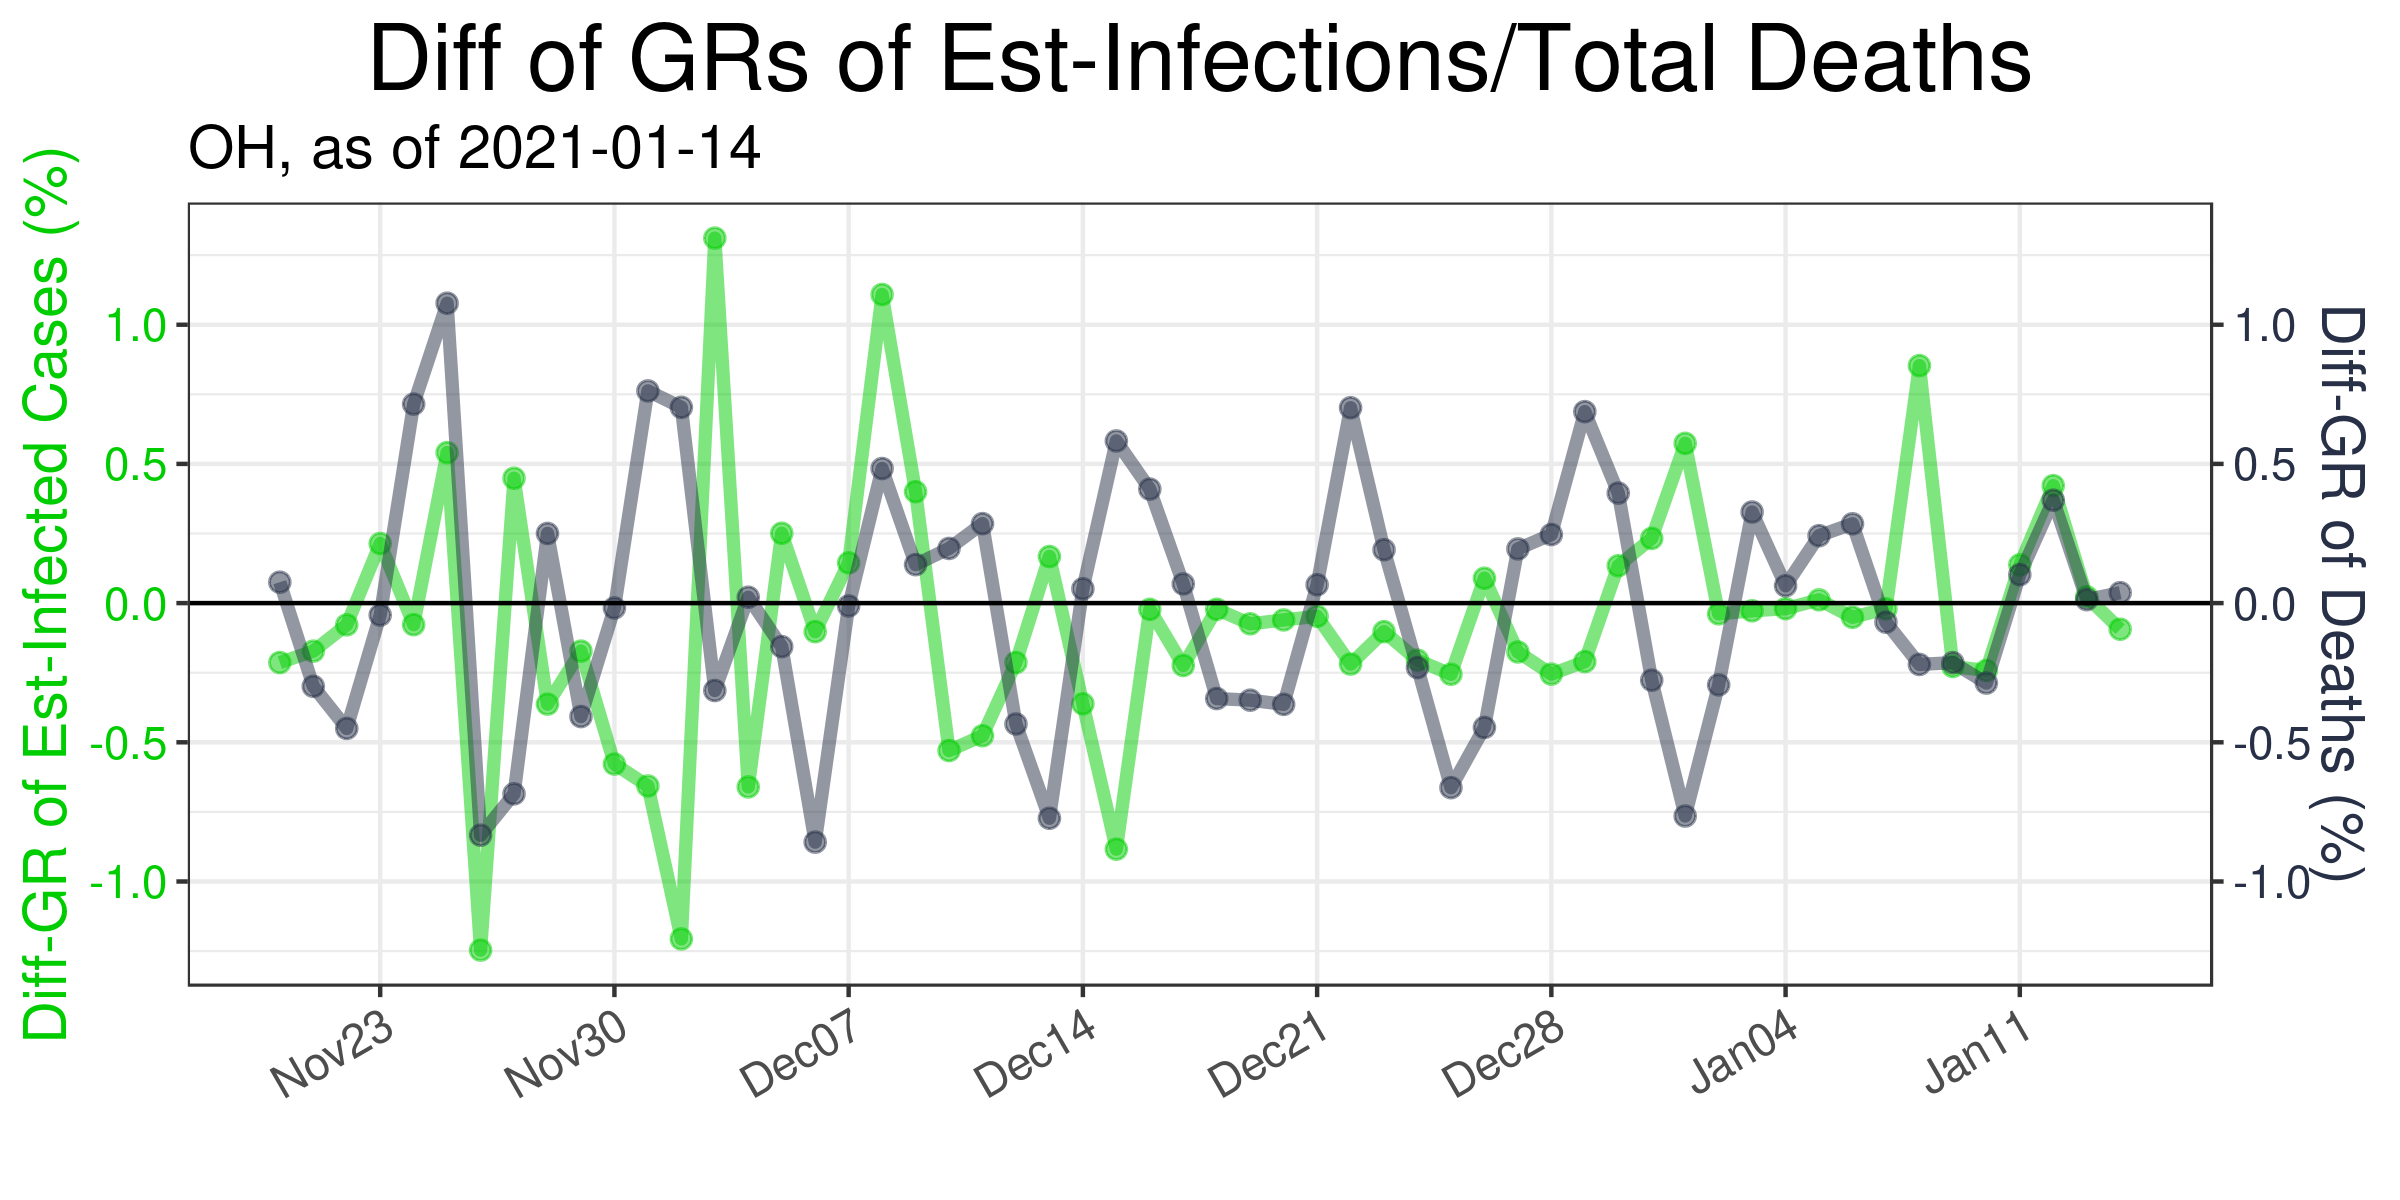 Diff of GRs of Est-Infections/Total Deaths
OH, as of 2021-01-14
Diff-GR of Est-Infected Cases (%)
1.0
0.5
0.0
-0.5
-1.0
1.0
0.5
0.0
-0.5
-1.0
Diff-GR of Deaths (%)
Nov23
Nov30
Dec07
Dec14
Dec21
Dec28
Jan04
Jan11